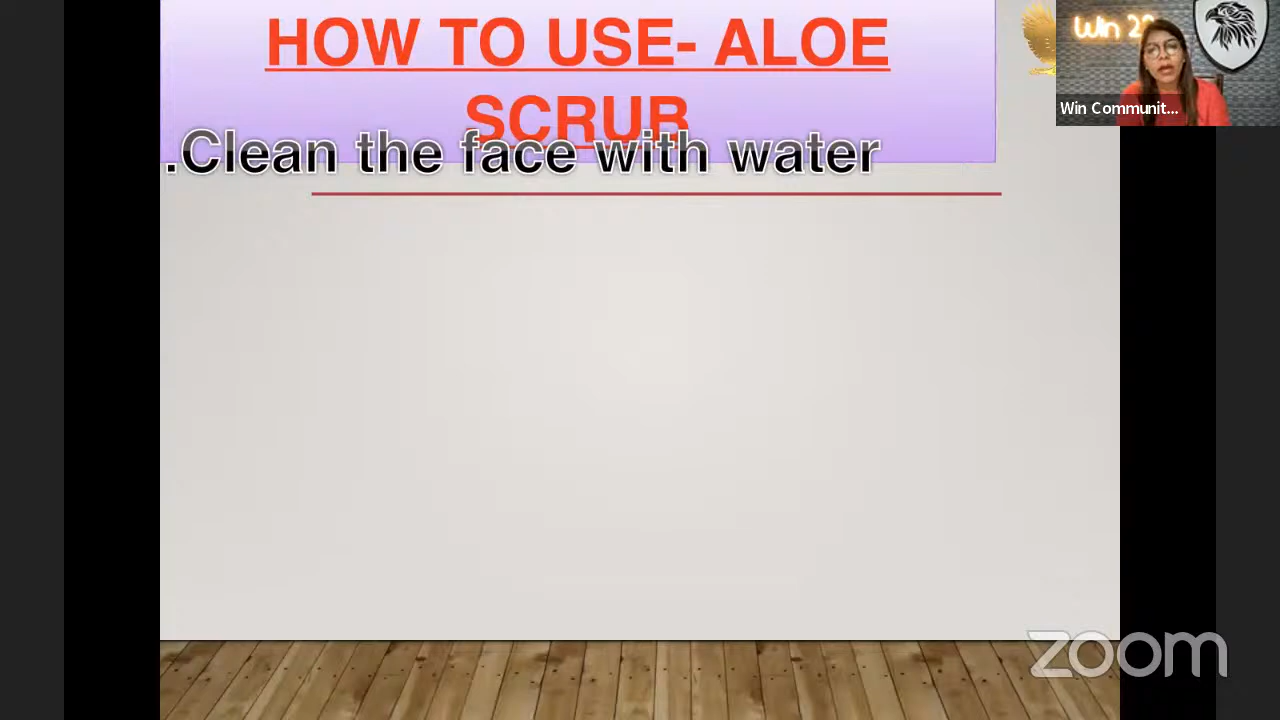 HOW TO USE- ALOE
SCRUB
.Clean the face with water
Win Communit...
zoom